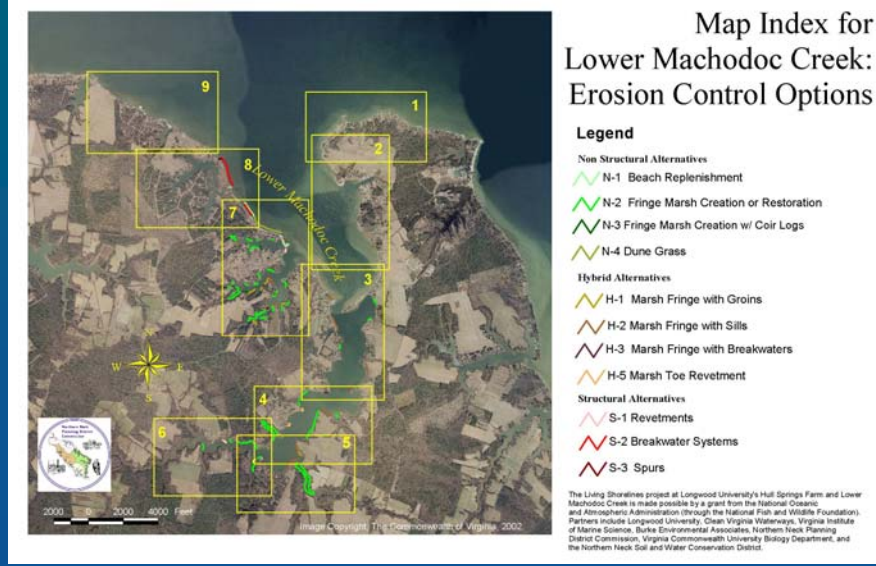 Map Index for
Lower Machodoc Creek:
Erosion Control Options
Legend
Non Structural Alternatives
N-1 Beach Replenishment
N-2 Fringe Marsh Creation or Restoration
N-3 Fringe Marsh Creation w/ Coir Logs
N-4 Dune Grass
Hybrid Alternatives
H-1 Marsh Fringe with Groins
H-2 Marsh Fringe with Sills
H-3 Marsh Fringe with Breakwaters
H-5 Marsh Toe Revetment
Structural Alternatives
S-1 Revetments
S-2 Breakwater Systems
S-3 Spurs
The Living Shorelines project at Longwood University's Hull Springs Farm and Lower
Machodoc Creek is made possible by a grant from the National Oceanic
and Atmospheric Administration (through the National Fish and Wildlife Foundation).
Partners include Longwood University, Clean Virginia Waterways, Virginia Institute
of Marine Science, Burke Environmental Associates, Northern Neck Planning
District Commission, Virginia Commonwealth University Biology Department, and
the Northern Neck Soil and Water Conservation District.
9
1
2
8
Lower Machodoc Creek
7
3
N
W E
S
4
6
5
Northern Neck
Planning District
Commission
2000 0 2000 4000 Feet
Image Copyright, The Commonwealth of Virginia, 2002